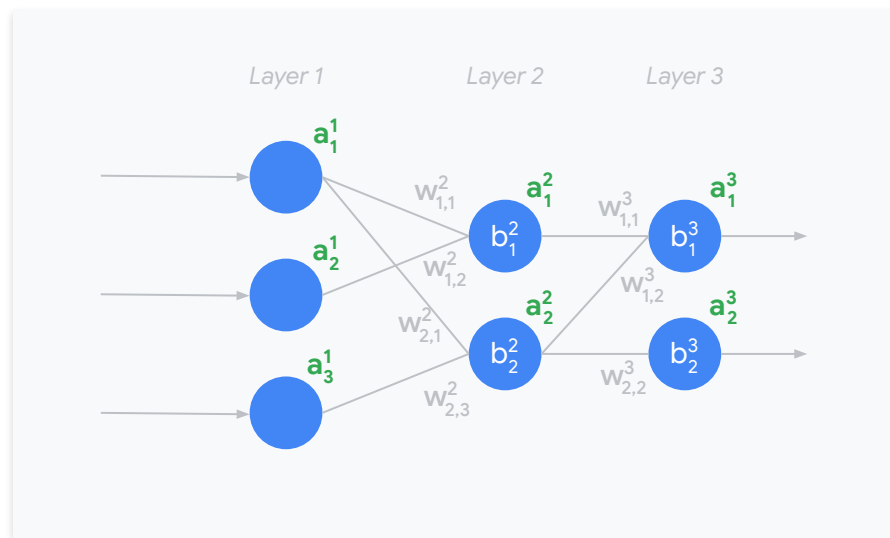 Layer 1 Layer 2 Layer 3
a¹₁
w²₁,₁
a²₁
w³₁,₁
a³₁
b²₁
b³₁
a¹₂
w²₁,₂
w³₁,₂
a²₂
a³₂
w²₂,₁
b²₂
b³₂
a¹₃
w²₂,₃
w³₂,₂